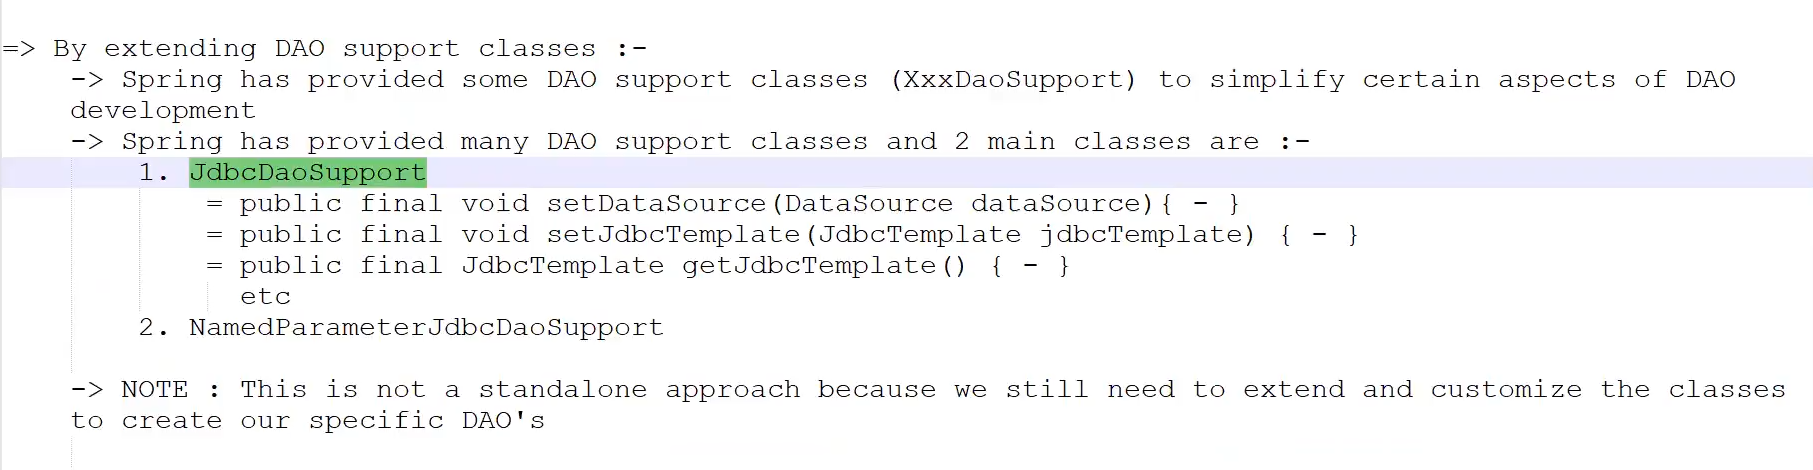 => By extending DAO support classes :-
-> Spring has provided some DAO support classes (XxxDaoSupport) to simplify certain aspects of DAO
development
-> Spring has provided many DAO support classes and 2 main classes are :-
1. JdbcDaoSupport
= public final void setDataSource(DataSource dataSource){ - }
= public final void setJdbcTemplate(JdbcTemplate jdbcTemplate) { - }
= public final JdbcTemplate getJdbcTemplate() { - }
etc
2. NamedParameterJdbcDaoSupport
-> NOTE : This is not a standalone approach because we still need to extend and customize the classes
to create our specific DAO's